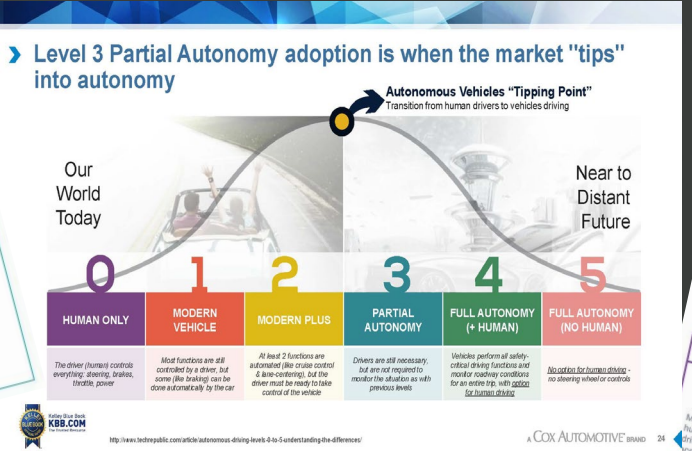 Level 3 Partial Autonomy adoption is when the market "tips"
into autonomy
Autonomous Vehicles “Tipping Point”
Transition from human drivers to vehicles driving
Our
World
Today
Near to
Distant
Future
0
1
2
3
4
5
HUMAN ONLY
MODERN
VEHICLE
MODERN PLUS
PARTIAL
AUTONOMY
FULL AUTONOMY
(+ HUMAN)
FULL AUTONOMY
(NO HUMAN)
The driver (human) controls
everything: steering, brakes,
throttle, power
Most functions are still
controlled by a driver, but
some (like braking) can be
done automatically by the car
At least 2 functions are
automated (like cruise control
& lane-centering), but the
driver must be ready to take
control of the vehicle
Drivers are still necessary,
but are not required to
monitor the situation as with
previous levels
Vehicles perform all safety-
critical driving functions and
monitor roadway conditions
for an entire trip, with option
for human driving
No option for human driving -
no steering wheel or controls
KELLEY
BLUE BOOK
Kelley Blue Book
KBB.COM
The Trusted Resource
http://www.techrepublic.com/article/autonomous-driving-levels-0-to-5-understanding-the-differences/
A COX AUTOMOTIVE BRAND
24